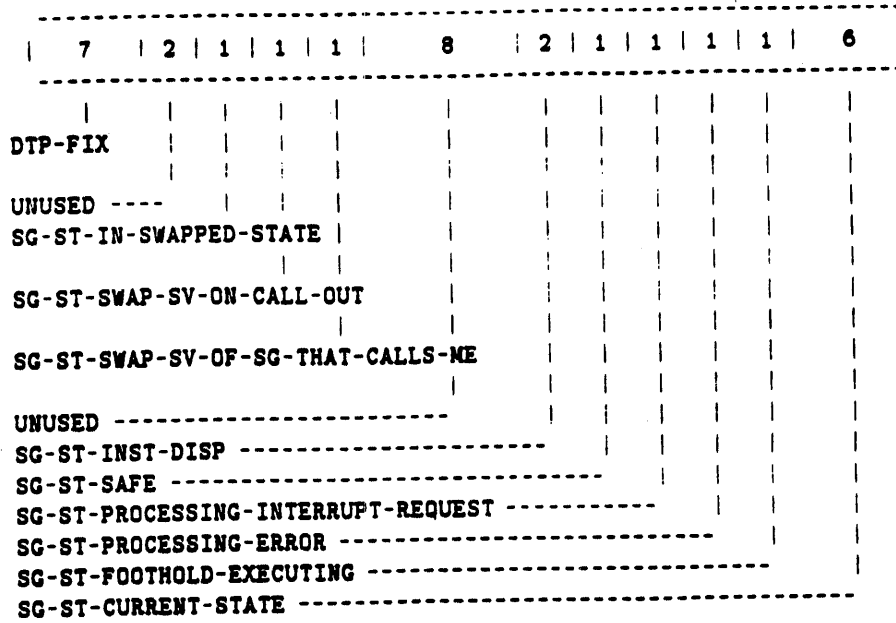 | 7 | 2 | 1 | 1 | 1 | 8 | 2 | 1 | 1 | 1 | 1 | 6
DTP-FIX
UNUSED ----
SG-ST-IN-SWAPPED-STATE
SG-ST-SWAP-SV-ON-CALL-OUT
SG-ST-SWAP-SV-OF-SG-THAT-CALLS-ME
UNUSED ------------------------
SG-ST-INST-DISP ----------------------
SG-ST-SAFE -------------------------------
SG-ST-PROCESSING-INTERRUPT-REQUEST -----------
SG-ST-PROCESSING-ERROR ---------------------------
SG-ST-FOOTHOLD-EXECUTING -----------------------------
SG-ST-CURRENT-STATE ----------------------------------------